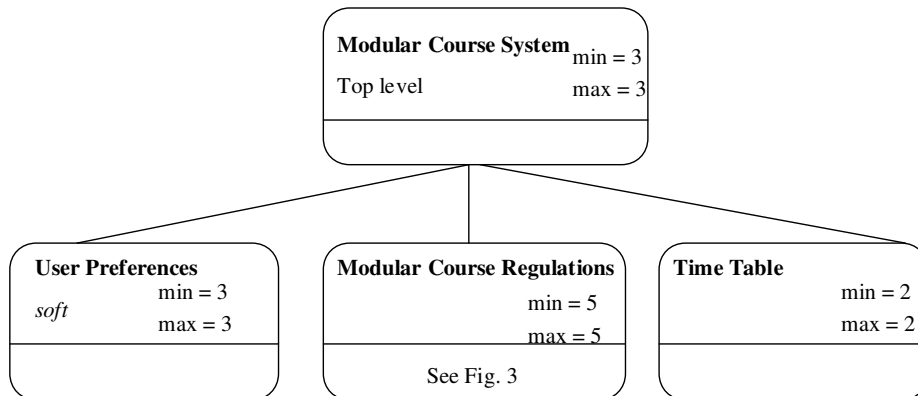 Modular Course System
min = 3
Top level
max = 3
User Preferences
min = 3
soft
max = 3
Modular Course Regulations
min = 5
max = 5
See Fig. 3
Time Table
min = 2
max = 2